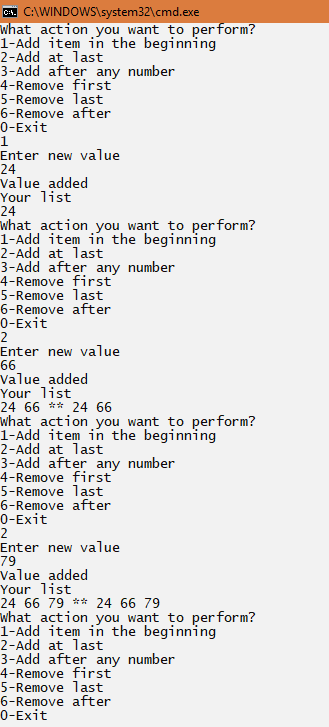 C:\WINDOWS\system32\cmd.exe
What action you want to perform?
1-Add item in the beginning
2-Add at last
3-Add after any number
4-Remove first
5-Remove last
6-Remove after
0-Exit
1
Enter new value
24
Value added
Your list
24
What action you want to perform?
1-Add item in the beginning
2-Add at last
3-Add after any number
4-Remove first
5-Remove last
6-Remove after
0-Exit
2
Enter new value
66
Value added
Your list
24 66 ** 24 66
What action you want to perform?
1-Add item in the beginning
2-Add at last
3-Add after any number
4-Remove first
5-Remove last
6-Remove after
0-Exit
2
Enter new value
79
Value added
Your list
24 66 79 ** 24 66 79
What action you want to perform?
1-Add item in the beginning
2-Add at last
3-Add after any number
4-Remove first
5-Remove last
6-Remove after
0-Exit